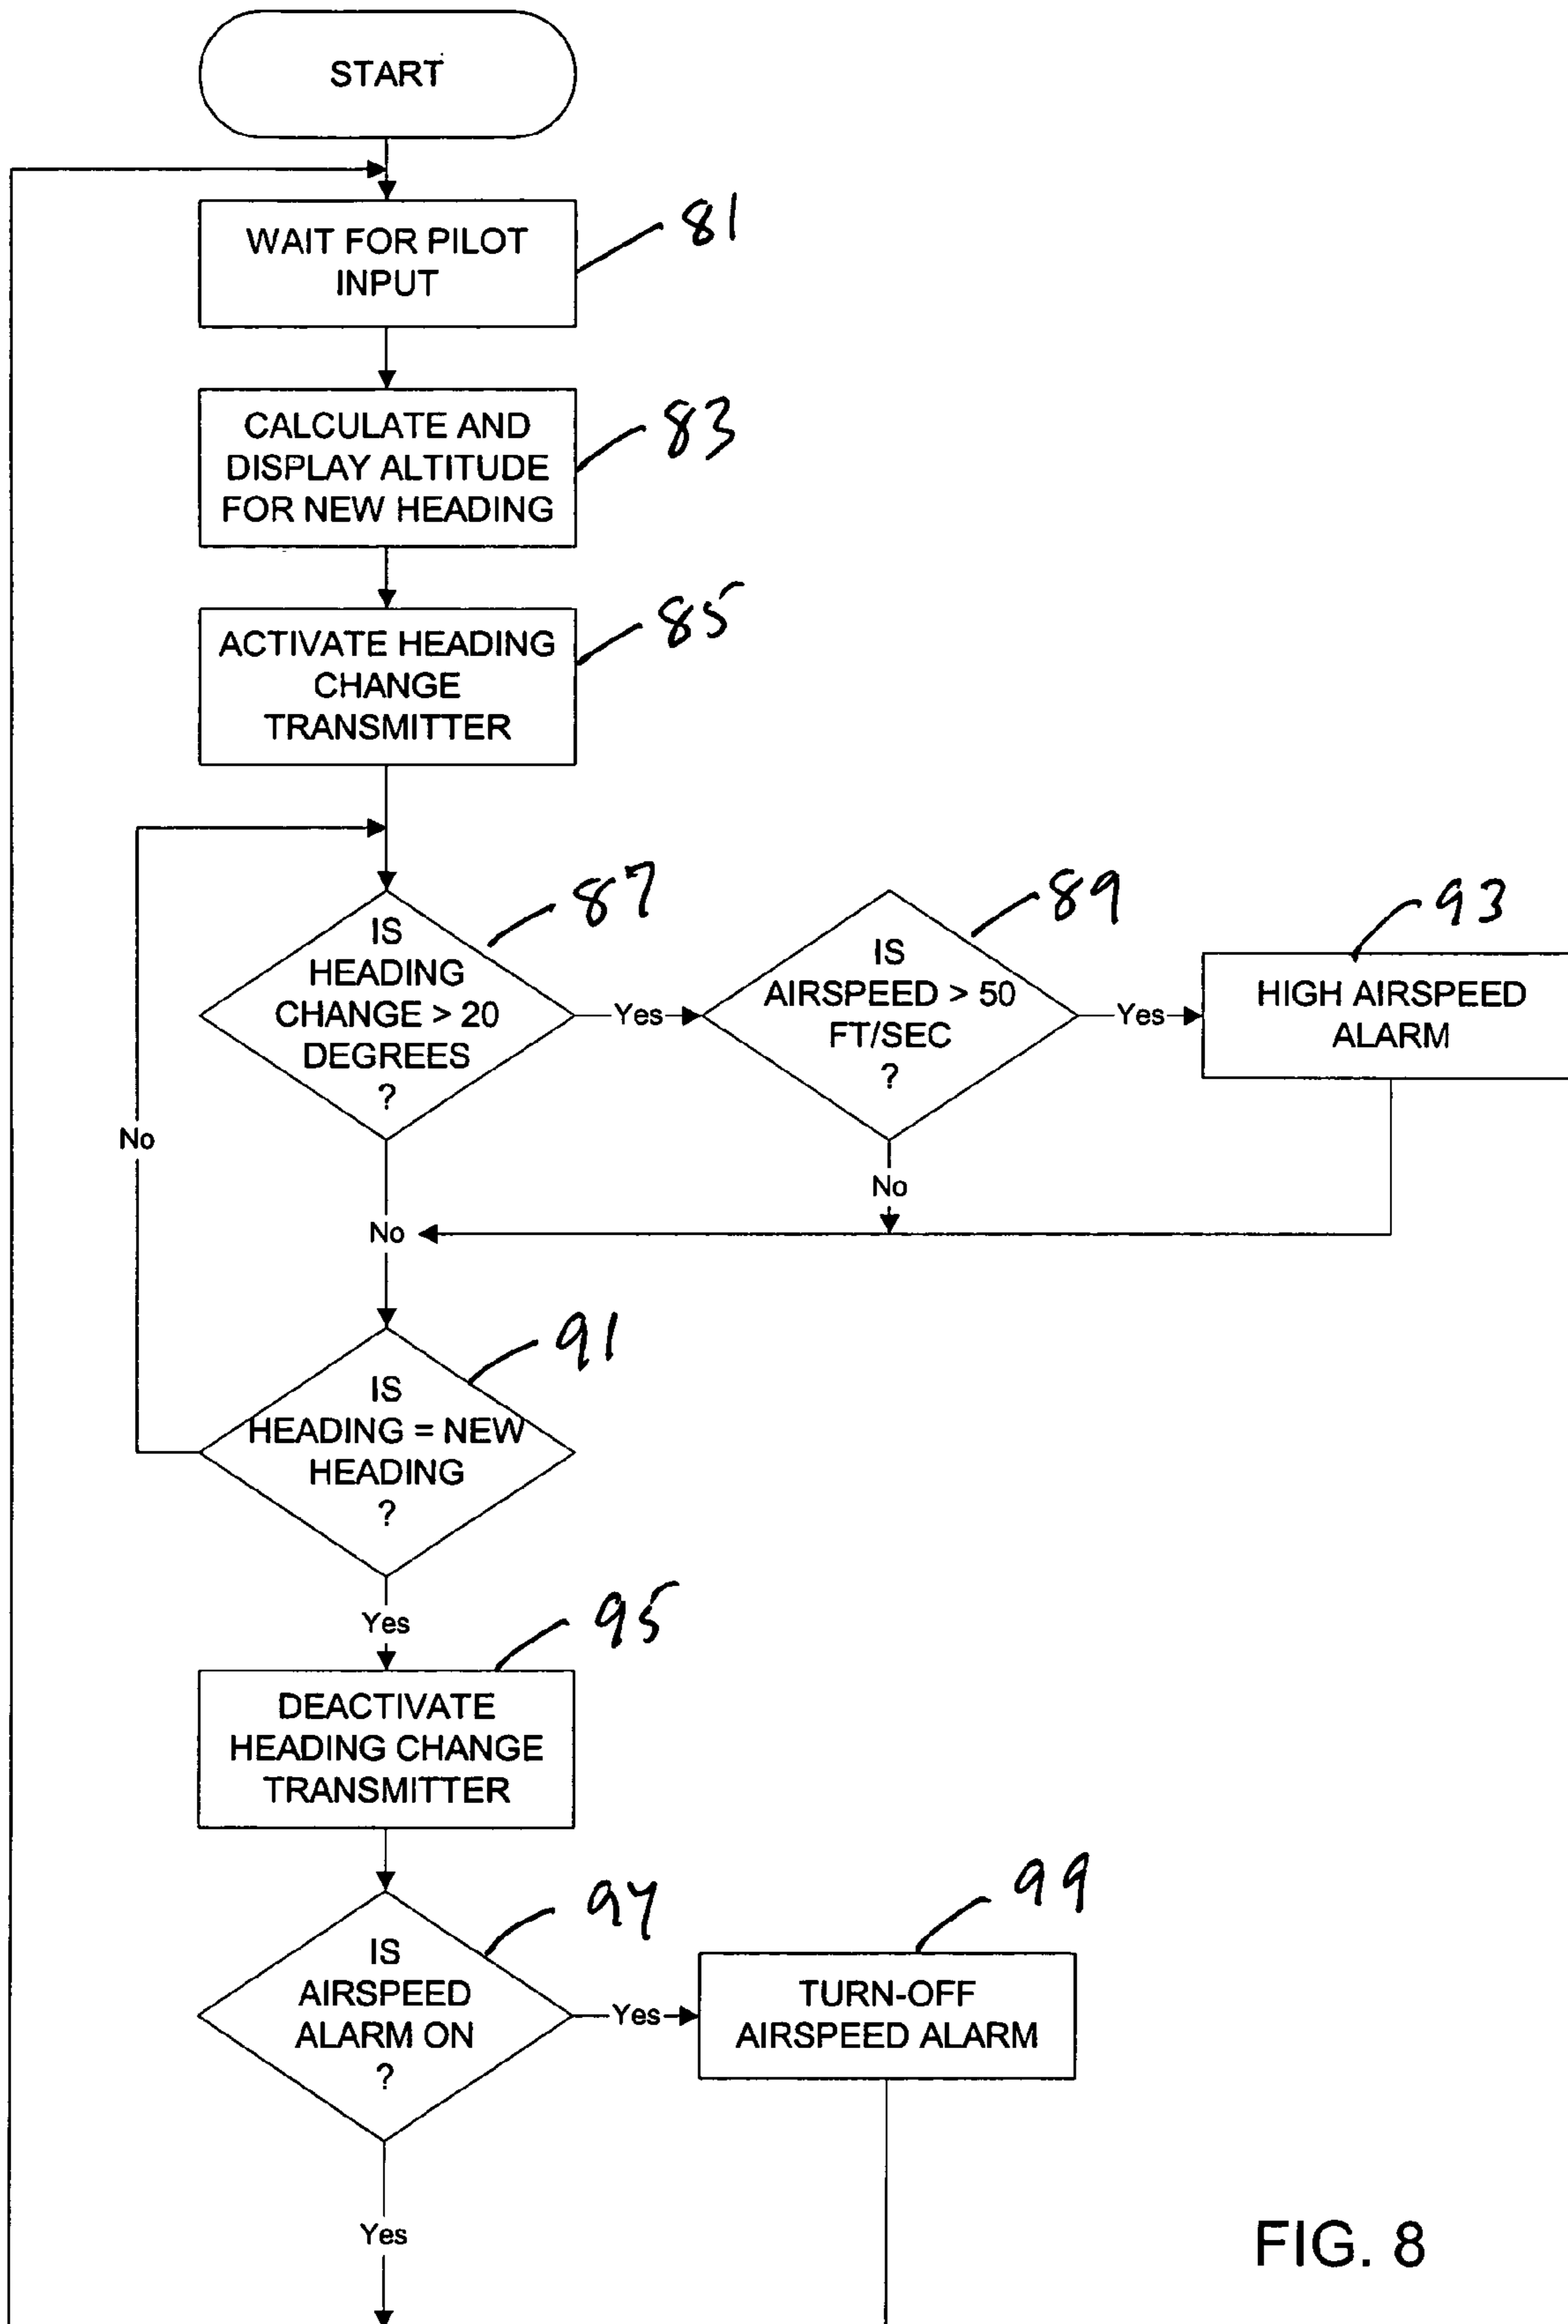 START
WAIT FOR PILOT
INPUT
81
CALCULATE AND
DISPLAY ALTITUDE
FOR NEW HEADING
83
ACTIVATE HEADING
CHANGE
TRANSMITTER
85
IS
HEADING
CHANGE > 20
DEGREES
?
87
Yes
IS
AIRSPEED > 50
FT/SEC
?
89
Yes
HIGH AIRSPEED
ALARM
93
No
No
No
IS
HEADING = NEW
HEADING
?
91
Yes
DEACTIVATE
HEADING CHANGE
TRANSMITTER
95
IS
AIRSPEED
ALARM ON
?
97
Yes
TURN-OFF
AIRSPEED ALARM
99
Yes
FIG. 8